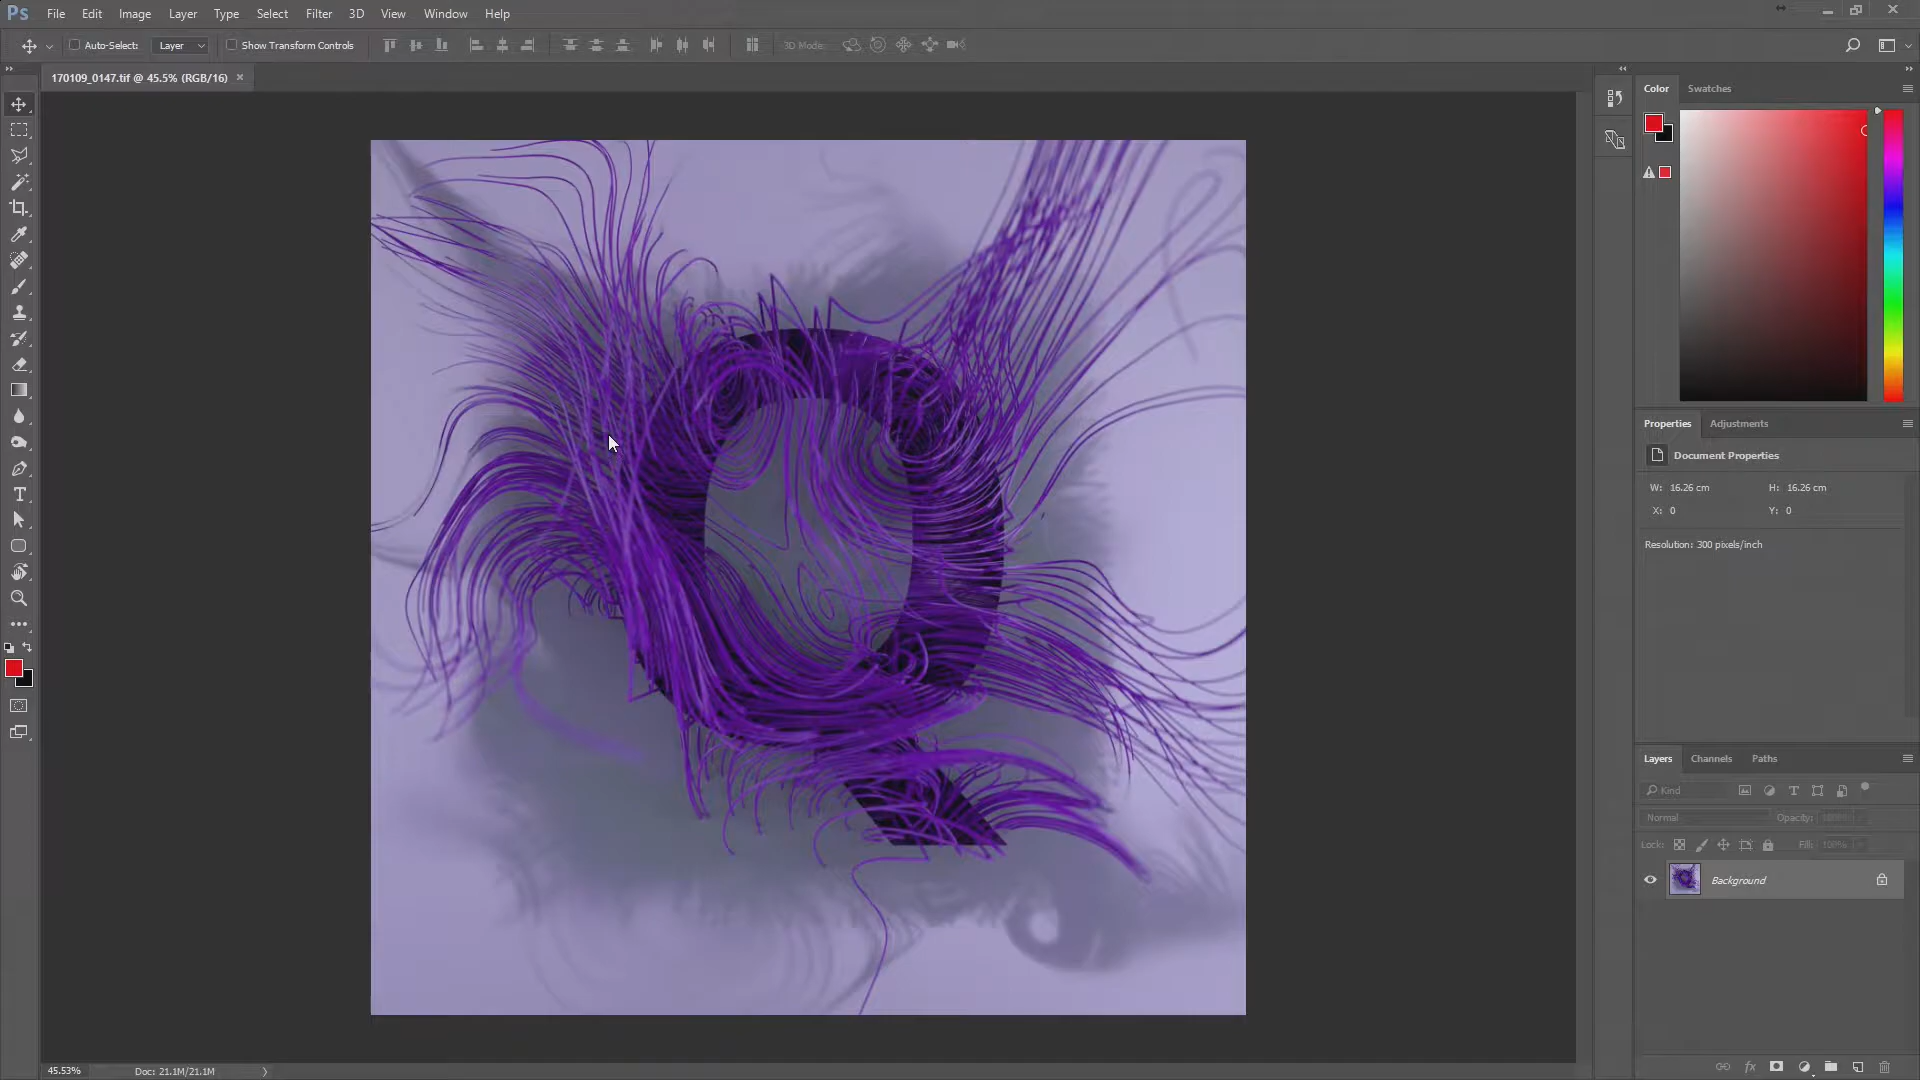 Ps File Edit Image Layer Type Select Filter 3D View Window Help
Auto-Select: Layer Show Transform Controls 3D Mode:
170109_0147.tif @ 45.5% (RGB/16) ×
Color Swatches
Properties Adjustments
Document Properties
W: 16.26 cm H: 16.26 cm
X: 0 Y: 0
Resolution: 300 pixels/inch
Layers Channels Paths
Kind
Normal Opacity: 100%
Lock: Fill: 100%
Background
fx
45.53% Doc: 21.1M/21.1M